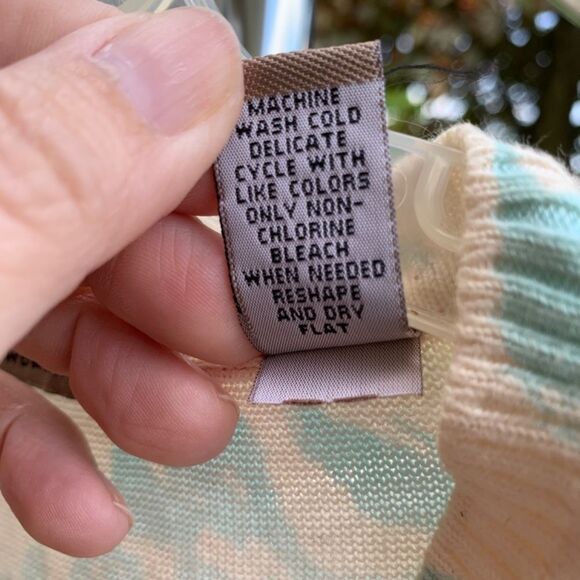 MACHINE
WASH COLD
DELICATE
CYCLE WITH
LIKE COLORS
ONLY NON-
CHLORINE
BLEACH
WHEN NEEDED
RESHAPE
AND DRY
FLAT